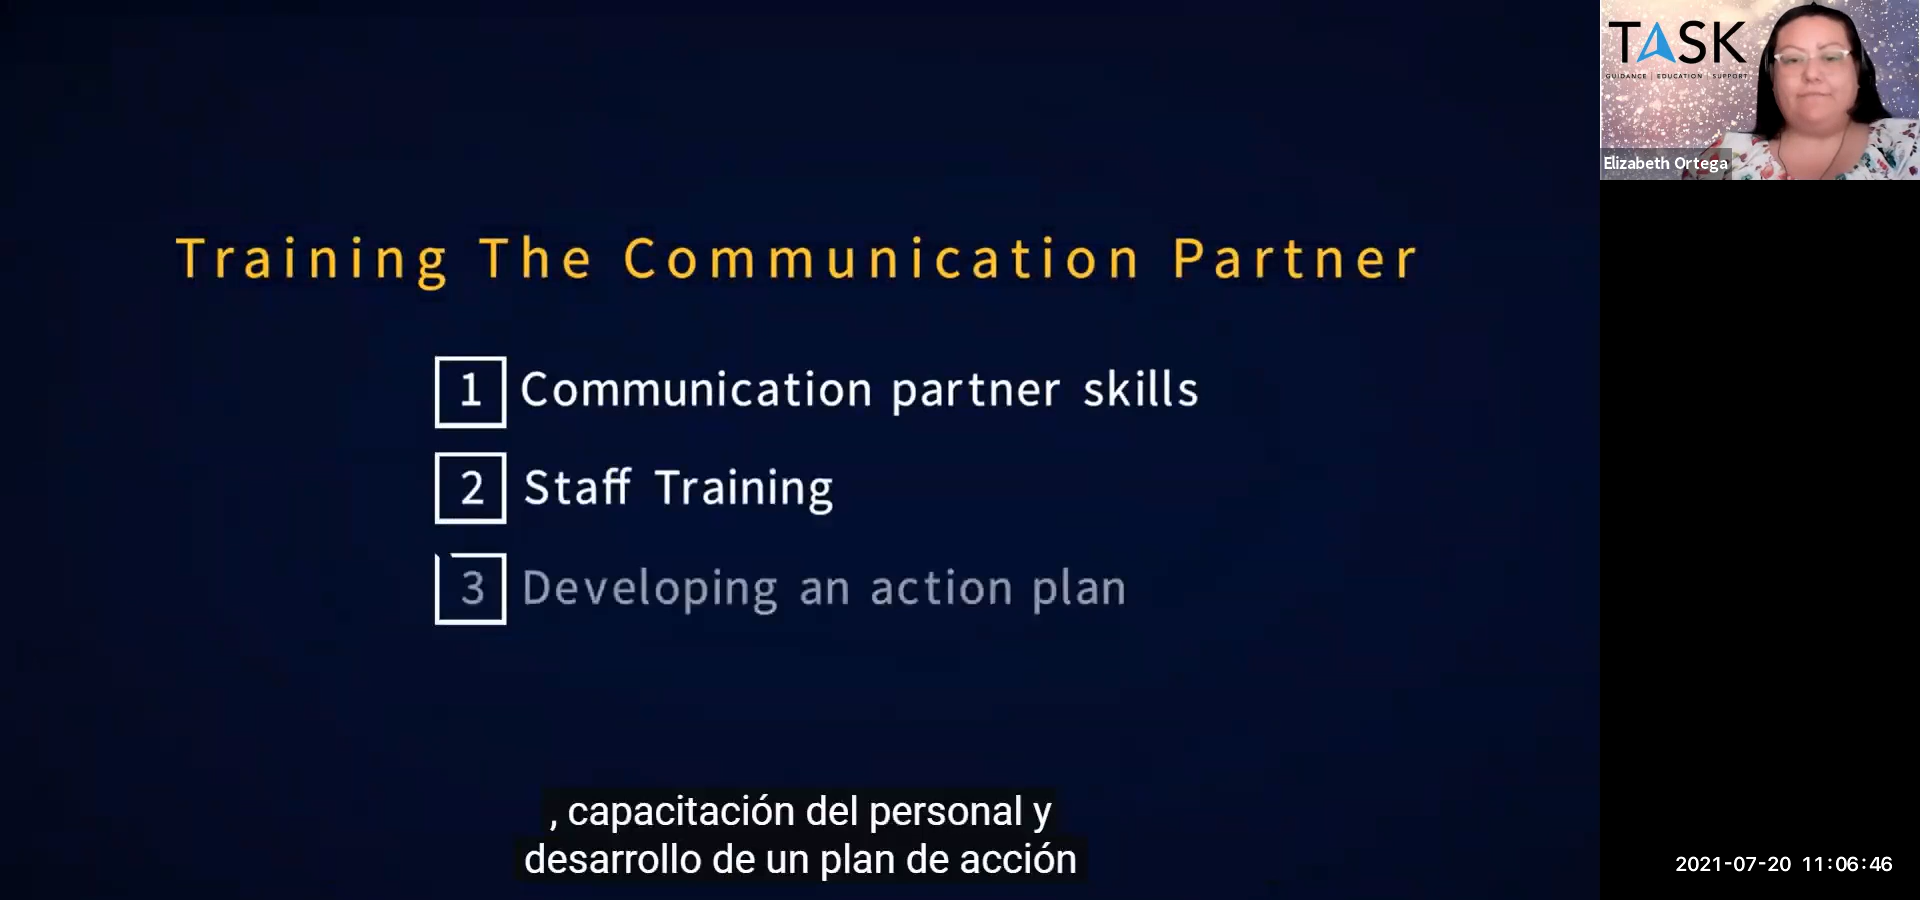 Training The Communication Partner
1 Communication partner skills
2 Staff Training
3 Developing an action plan
, capacitación del personal y
desarrollo de un plan de acción
TASK
GUIDANCE | EDUCATION | SUPPORT
Elizabeth Ortega
2021-07-20 11:06:46